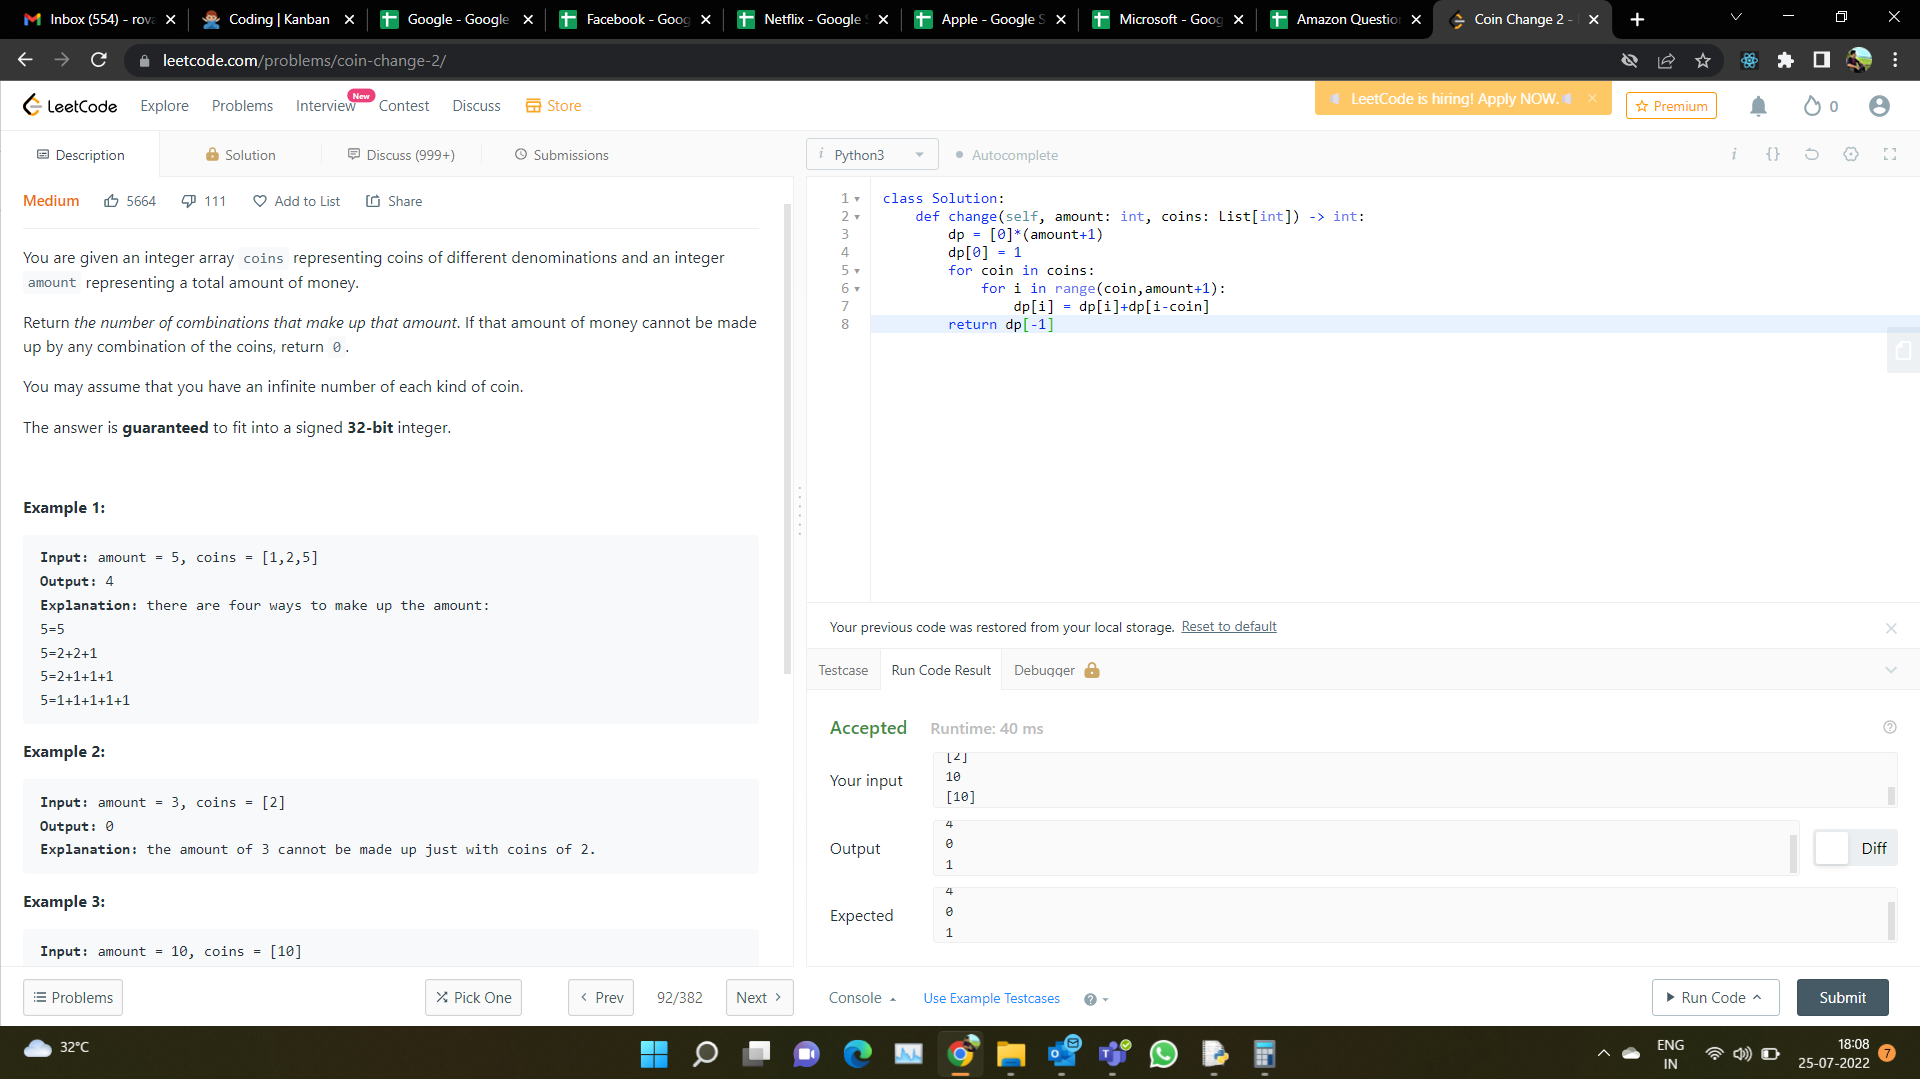 Inbox (554) - rova
Coding | Kanban
Google - Google
Facebook - Goog
Netflix - Google S
Apple - Google S
Microsoft - Goog
Amazon Questio
Coin Change 2 -
leetcode.com/problems/coin-change-2/
LeetCode
Explore
Problems
Interview
New
Contest
Discuss
Store
LeetCode is hiring! Apply NOW.
Premium
0
Description
Solution
Discuss (999+)
Submissions
Python3
Autocomplete
Medium
5664
111
Add to List
Share
You are given an integer array coins representing coins of different denominations and an integer
amount representing a total amount of money.
Return the number of combinations that make up that amount. If that amount of money cannot be made
up by any combination of the coins, return 0.
You may assume that you have an infinite number of each kind of coin.
The answer is guaranteed to fit into a signed 32-bit integer.
Example 1:
Input: amount = 5, coins = [1,2,5]
Output: 4
Explanation: there are four ways to make up the amount:
5=5
5=2+2+1
5=2+1+1+1
5=1+1+1+1+1
Example 2:
Input: amount = 3, coins = [2]
Output: 0
Explanation: the amount of 3 cannot be made up just with coins of 2.
Example 3:
Input: amount = 10, coins = [10]
1 class Solution:
2 def change(self, amount: int, coins: List[int]) -> int:
3 dp = [0]*(amount+1)
4 dp[0] = 1
5 for coin in coins:
6 for i in range(coin,amount+1):
7 dp[i] = dp[i]+dp[i-coin]
8 return dp[-1]
Your previous code was restored from your local storage. Reset to default
Testcase
Run Code Result
Debugger
Accepted
Runtime: 40 ms
Your input
[2]
10
[10]
Output
4
0
1
Diff
Expected
4
0
1
Problems
Pick One
Prev
92/382
Next
Console
Use Example Testcases
Run Code
Submit
32°C
ENG
IN
18:08
25-07-2022
7